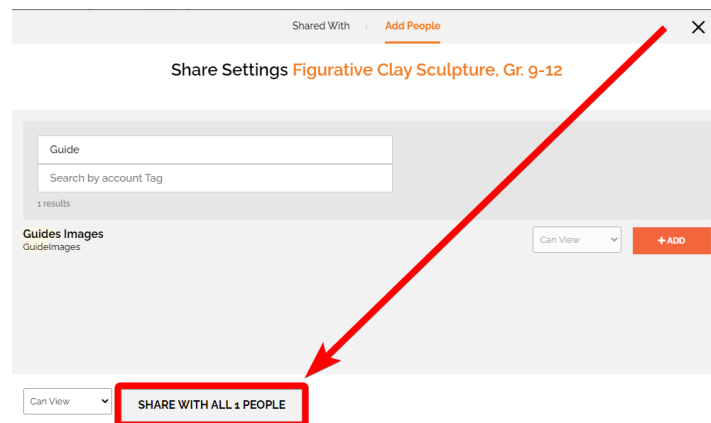 Shared With | Add People
Share Settings Figurative Clay Sculpture, Gr. 9-12
Guide
Search by account Tag
1 results
Guides Images
GuideImages
Can View
+ADD
Can View
SHARE WITH ALL 1 PEOPLE